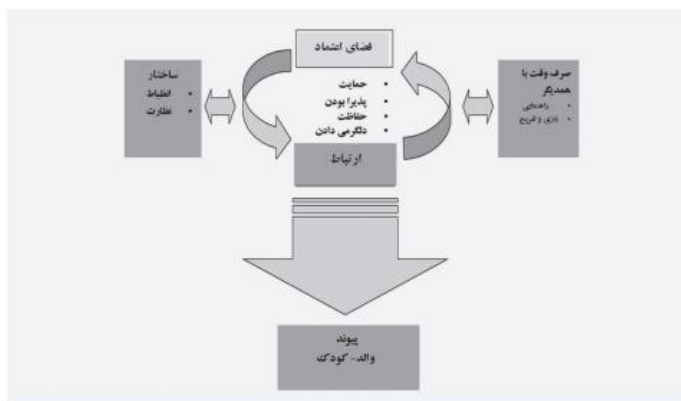 فضای اعتماد
• حمایت
• پذیرا بودن
• حفاظت
• دلگرمی دادن
ارتباط
صرف وقت با
همدیگر
• راهنمایی
• بازی و تفریح
ساختار
• انظباط
• نظارت
پیوند
والد- کودک